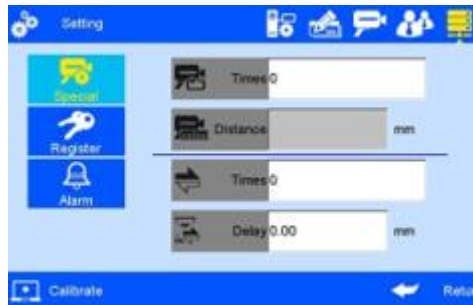 Setting
Special
Register
Alarm
Times 0
Distance mm
Times 0
Delay 0.00 mm
Calibrate
Retu